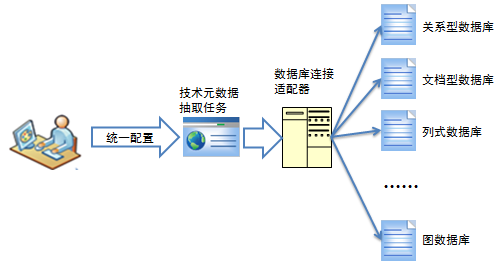 统一配置
技术元数据
抽取任务
数据库连接
适配器
关系型数据库
文档型数据库
列式数据库
······
图数据库